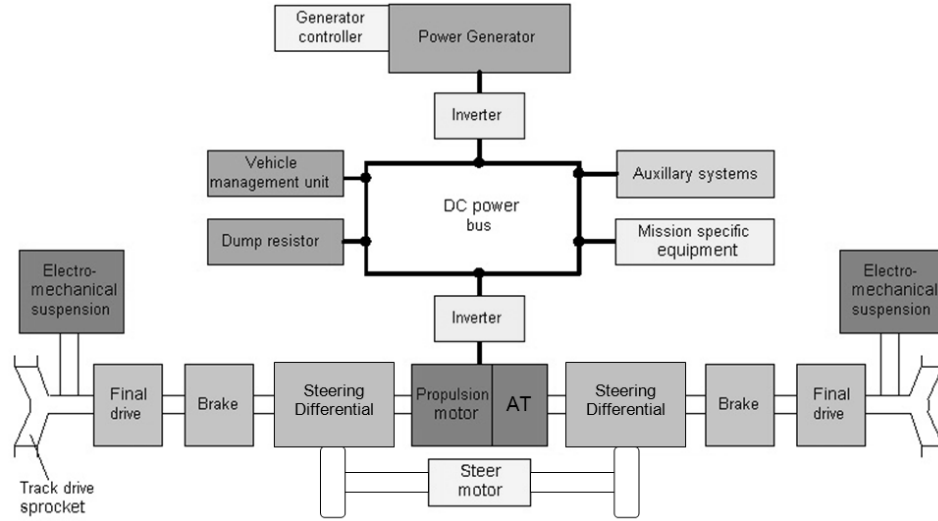 Generator
controller
Power Generator
Inverter
Vehicle
management unit
Auxillary systems
DC power
bus
Dump resistor
Mission specific
equipment
Electro-
mechanical
suspension
Electro-
mechanical
suspension
Inverter
Final
drive
Brake
Steering
Differential
Propulsion
motor
AT
Steering
Differential
Brake
Final
drive
Steer
motor
Track drive
sprocket